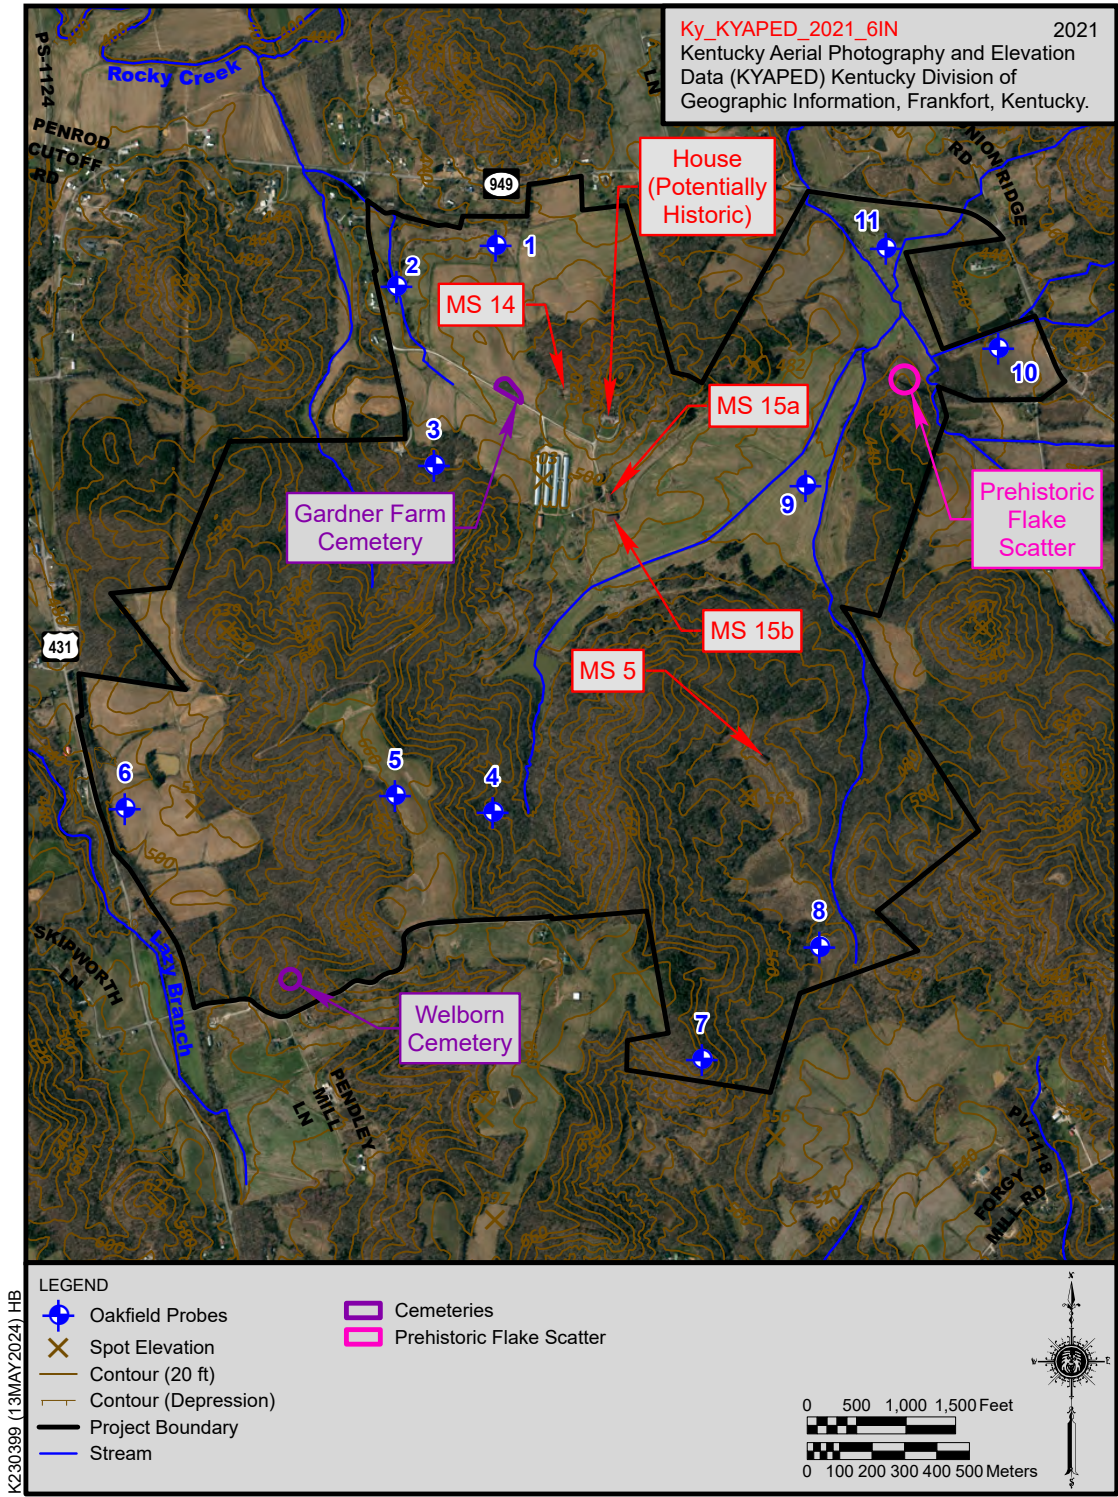 Ky_KYAPED_2021_6IN 2021
Kentucky Aerial Photography and Elevation
Data (KYAPED) Kentucky Division of
Geographic Information, Frankfort, Kentucky.
PS-1124
Rocky Creek
LN
PENROD
CUTOFF
RD
UNION RIDGE
RD
949
House
(Potentially
Historic)
11
1
2
MS 14
10
MS 15a
3
9
Gardner Farm
Cemetery
Prehistoric
Flake
Scatter
MS 15b
431
MS 5
5
4
6
8
SKIPWORTH
LN
Lazy Branch
Welborn
Cemetery
7
PENDLEY
MILL
LN
PV-1118
FORGY
MILL RD
K230399 (13MAY2024) HB
LEGEND
Oakfield Probes
Spot Elevation
Contour (20 ft)
Contour (Depression)
Project Boundary
Stream
Cemeteries
Prehistoric Flake Scatter
N
W
E
S
0 500 1,000 1,500 Feet
0 100 200 300 400 500 Meters